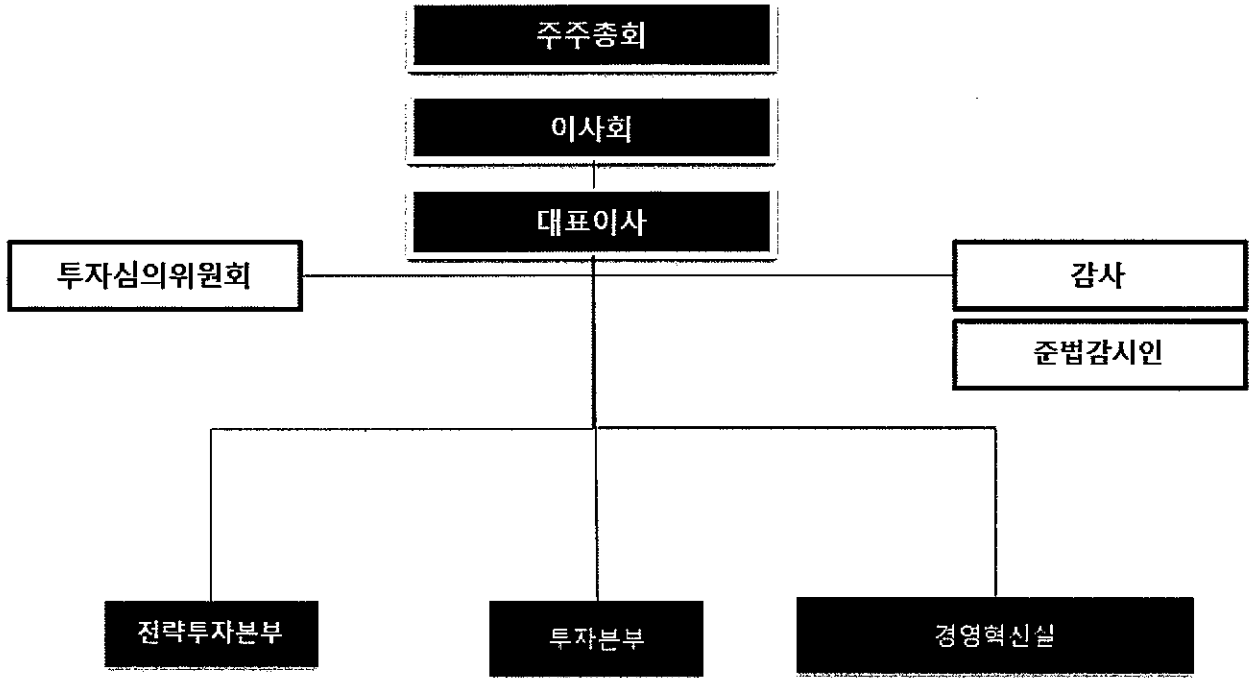 주주총회
이사회
대표이사
투자심의위원회
감사
준법감시인
전략투자본부
투자본부
경영혁신실